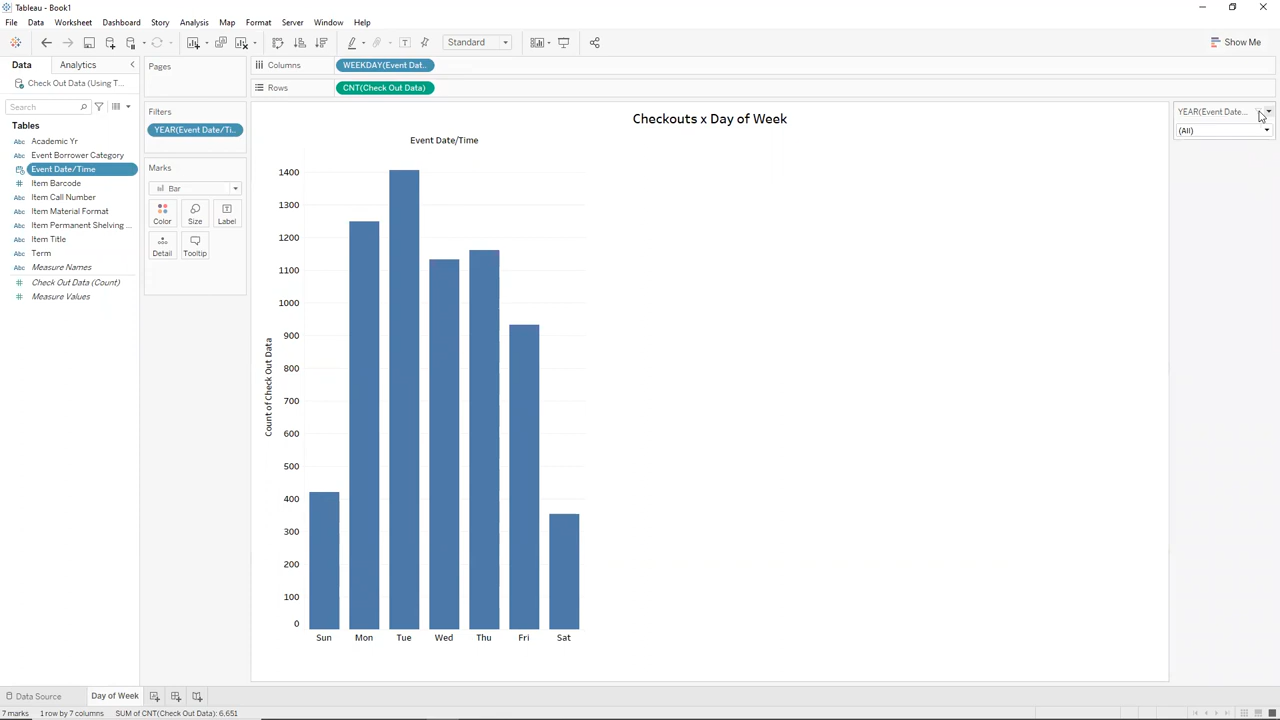 Tableau - Book1
File Data Worksheet Dashboard Story Analysis Map Format Server Window Help
Standard
Show Me
Data Analytics
Check Out Data (Using T...
Search
Tables
Academic Yr
Event Borrower Category
Event Date/Time
Item Barcode
Item Call Number
Item Material Format
Item Permanent Shelving ...
Item Title
Term
Measure Names
Check Out Data (Count)
Measure Values
Pages
Filters
YEAR(Event Date/Ti..
Marks
Bar
Color Size Label
Detail Tooltip
Columns WEEKDAY(Event Dat..
Rows CNT(Check Out Data)
Checkouts x Day of Week
Event Date/Time
Count of Check Out Data
1400
1300
1200
1100
1000
900
800
700
600
500
400
300
200
100
0
Sun Mon Tue Wed Thu Fri Sat
YEAR(Event Date...
(All)
Data Source Day of Week
7 marks 1 row by 7 columns SUM of CNT(Check Out Data): 6,651